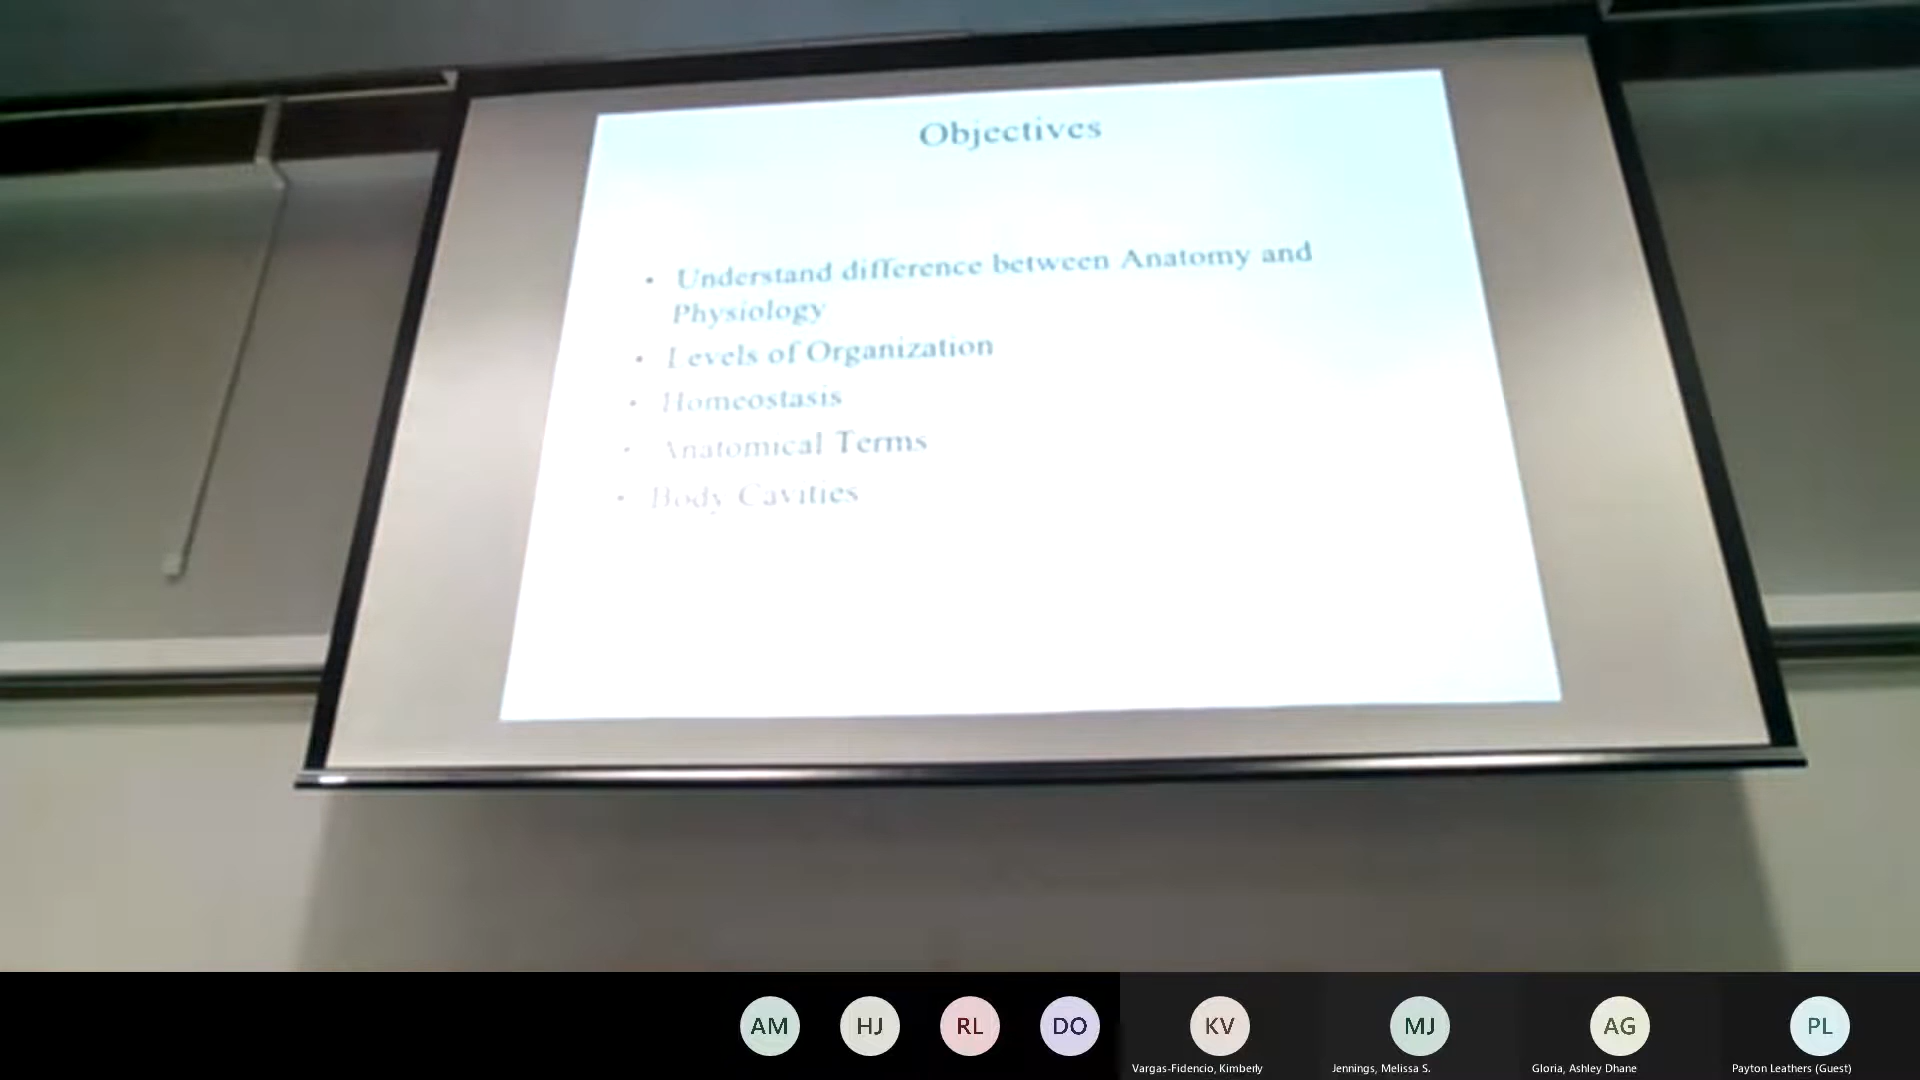 Objectives
• Understand difference between Anatomy and
Physiology
• Levels of Organization
• Homeostasis
• Anatomical Terms
• Body Cavities
AM HJ RL DO KV MJ AG PL
Vargas-Fidencio, Kimberly Jennings, Melissa S. Gloria, Ashley Dhane Payton Leathers (Guest)